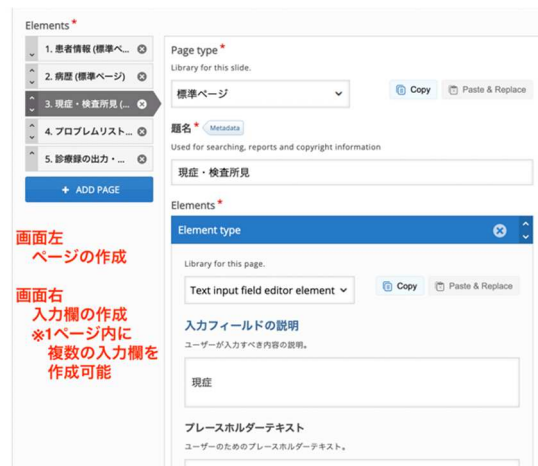 Elements*
1. 患者情報 (標準ペ...
2. 病歴 (標準ページ)
3. 現症・検査所見 (...
4. プロブレムリスト...
5. 診療録の出力・...
+ ADD PAGE
画面左
ページの作成
画面右
入力欄の作成
※1ページ内に
複数の入力欄を
作成可能
Page type*
Library for this slide.
標準ページ
Copy
Paste & Replace
題名* Metadata
Used for searching, reports and copyright information
現症・検査所見
Elements*
Element type
Library for this page.
Text input field editor element
Copy
Paste & Replace
入力フィールドの説明
ユーザーが入力すべき内容の説明。
現症
プレースホルダーテキスト
ユーザーのためのプレースホルダーテキスト。